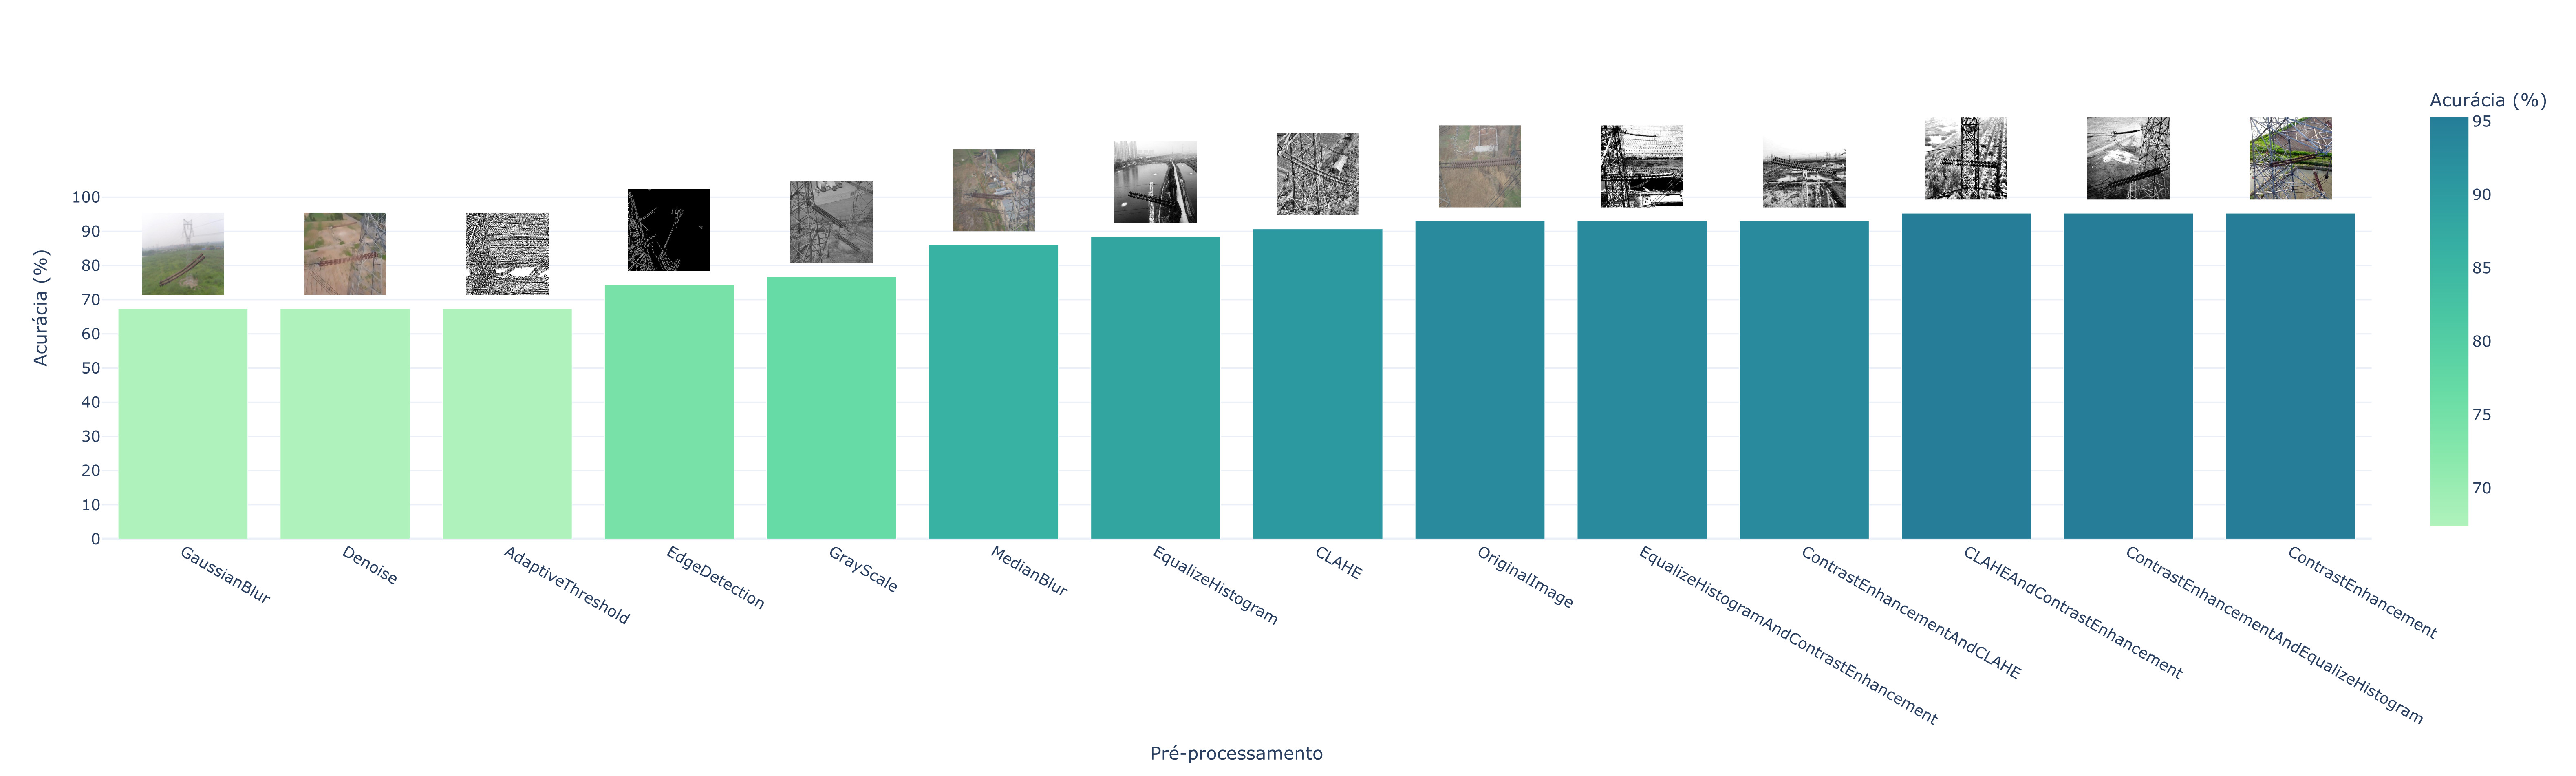 Acurácia (%)
95
90
85
80
75
70
Acurácia (%)
100
90
80
70
60
50
40
30
20
10
0
GaussianBlur
Denoise
AdaptiveThreshold
EdgeDetection
GrayScale
MedianBlur
EqualizeHistogram
CLAHE
OriginalImage
EqualizeHistogramAndContrastEnhancement
ContrastEnhancementAndCLAHE
CLAHEAndContrastEnhancement
ContrastEnhancementAndEqualizeHistogram
ContrastEnhancement
Pré-processamento